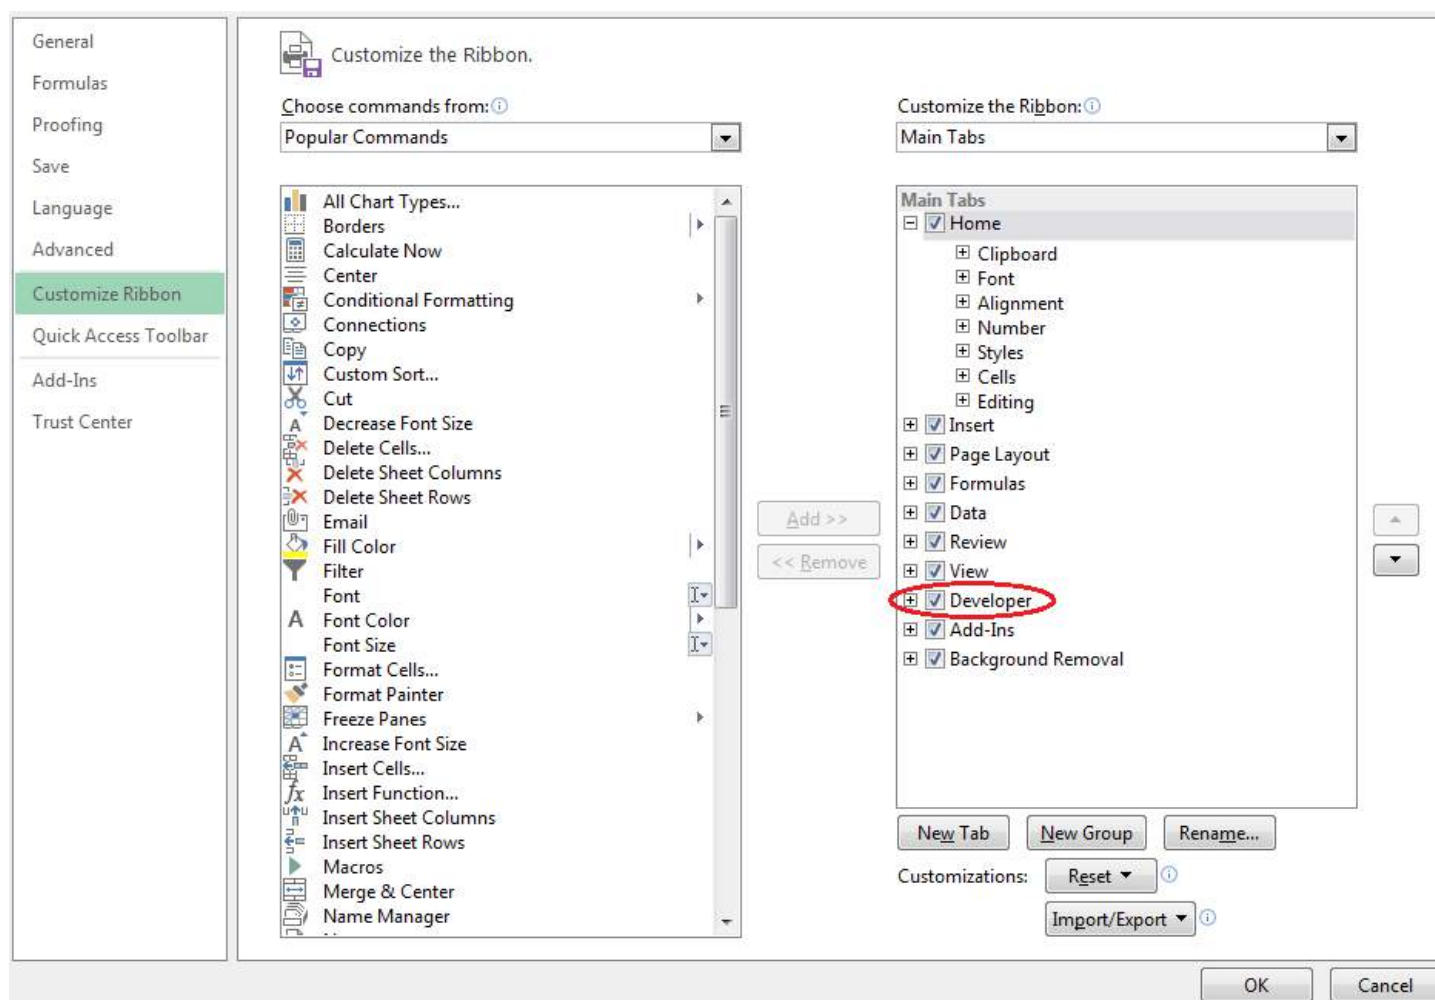 General
Formulas
Proofing
Save
Language
Advanced
Customize Ribbon
Quick Access Toolbar
Add-Ins
Trust Center
Customize the Ribbon.
Choose commands from:
Popular Commands
All Chart Types...
Borders
Calculate Now
Center
Conditional Formatting
Connections
Copy
Custom Sort...
Cut
Decrease Font Size
Delete Cells...
Delete Sheet Columns
Delete Sheet Rows
Email
Fill Color
Filter
Font
Font Color
Font Size
Format Cells...
Format Painter
Freeze Panes
Increase Font Size
Insert Cells...
Insert Function...
Insert Sheet Columns
Insert Sheet Rows
Macros
Merge & Center
Name Manager
Add >>
<< Remove
Customize the Ribbon:
Main Tabs
Main Tabs
Home
Clipboard
Font
Alignment
Number
Styles
Cells
Editing
Insert
Page Layout
Formulas
Data
Review
View
Developer
Add-Ins
Background Removal
New Tab New Group Rename...
Customizations: Reset
Import/Export
OK Cancel